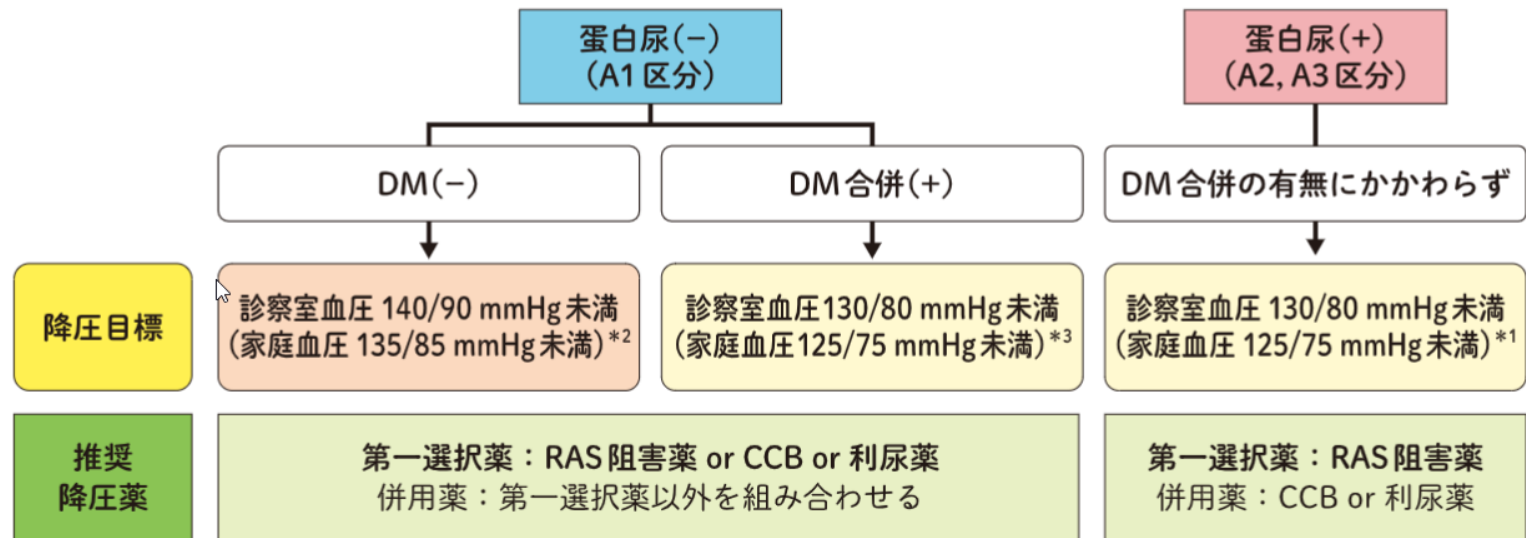 蛋白尿(−)
(A1区分)
蛋白尿(+)
(A2, A3区分)
DM(−)
DM合併(+)
DM合併の有無にかかわらず
降圧目標
診察室血圧 140/90 mmHg未満
(家庭血圧 135/85 mmHg未満)*2
診察室血圧130/80 mmHg未満
(家庭血圧125/75 mmHg未満)*3
診察室血圧 130/80 mmHg未満
(家庭血圧 125/75 mmHg未満)*1
推奨
降圧薬
第一選択薬：RAS阻害薬 or CCB or 利尿薬
併用薬：第一選択薬以外を組み合わせる
第一選択薬：RAS阻害薬
併用薬：CCB or 利尿薬